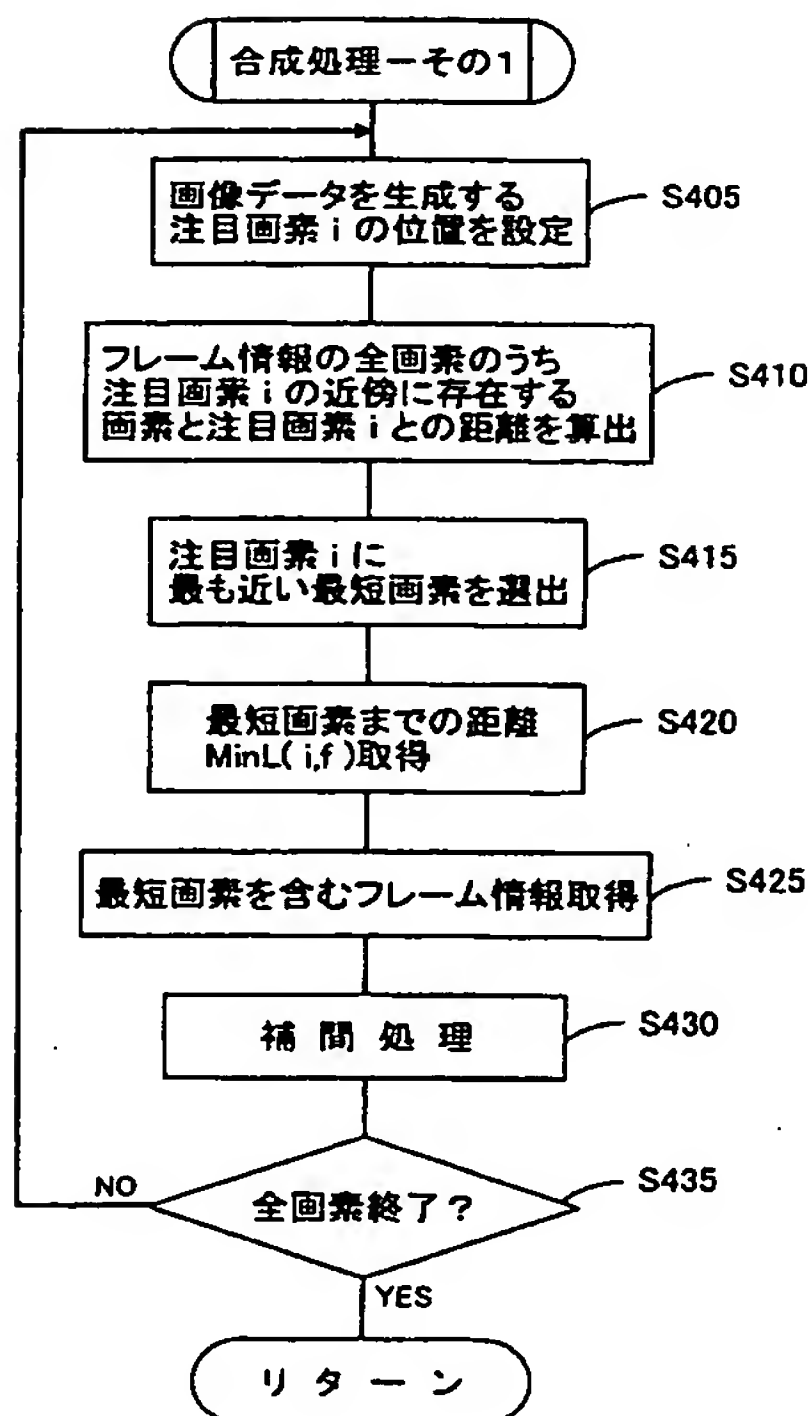 合成処理－その1
画像データを生成する
注目画素iの位置を設定
S405
フレーム情報の全画素のうち
注目画素iの近傍に存在する
画素と注目画素iとの距離を算出
S410
注目画素iに
最も近い最短画素を選出
S415
最短画素までの距離
MinL(i,f)取得
S420
最短画素を含むフレーム情報取得
S425
補間処理
S430
全画素終了?
S435
NO
YES
リターン